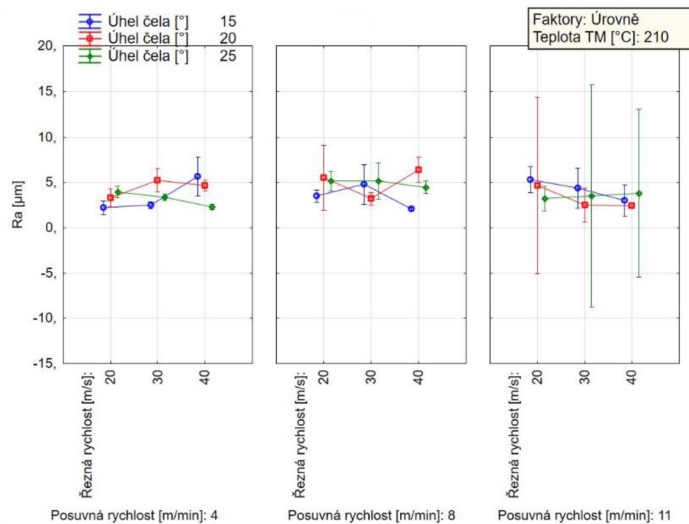 Úhel čela [°] 15
Úhel čela [°] 20
Úhel čela [°] 25
Faktory: Úrovně
Teplota TM [°C]: 210
Ra [µm]
20,
15,
10,
5,
0,
-5,
-10,
-15,
Řezná rychlost [m/s]:
20
30
40
Řezná rychlost [m/s]:
20
30
40
Řezná rychlost [m/s]:
20
30
40
Posuvná rychlost [m/min]: 4
Posuvná rychlost [m/min]: 8
Posuvná rychlost [m/min]: 11